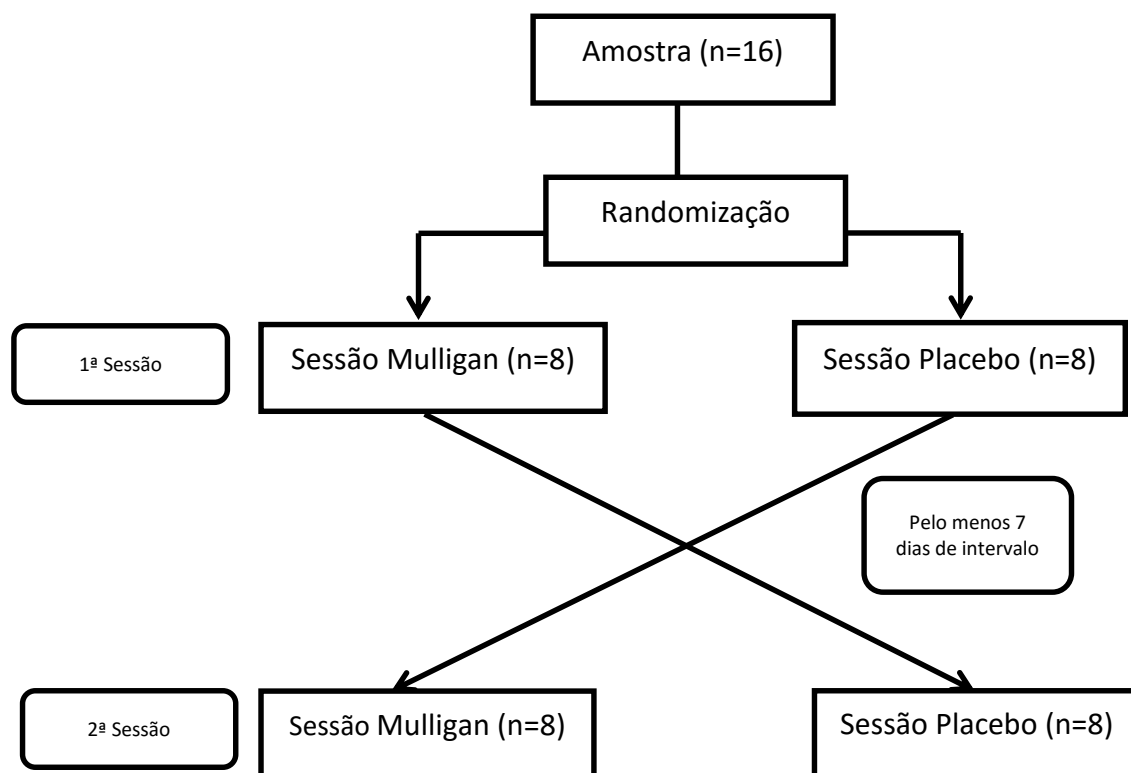 Amostra (n=16)
Randomização
1ª Sessão
Sessão Mulligan (n=8)
Sessão Placebo (n=8)
Pelo menos 7
dias de intervalo
2ª Sessão
Sessão Mulligan (n=8)
Sessão Placebo (n=8)